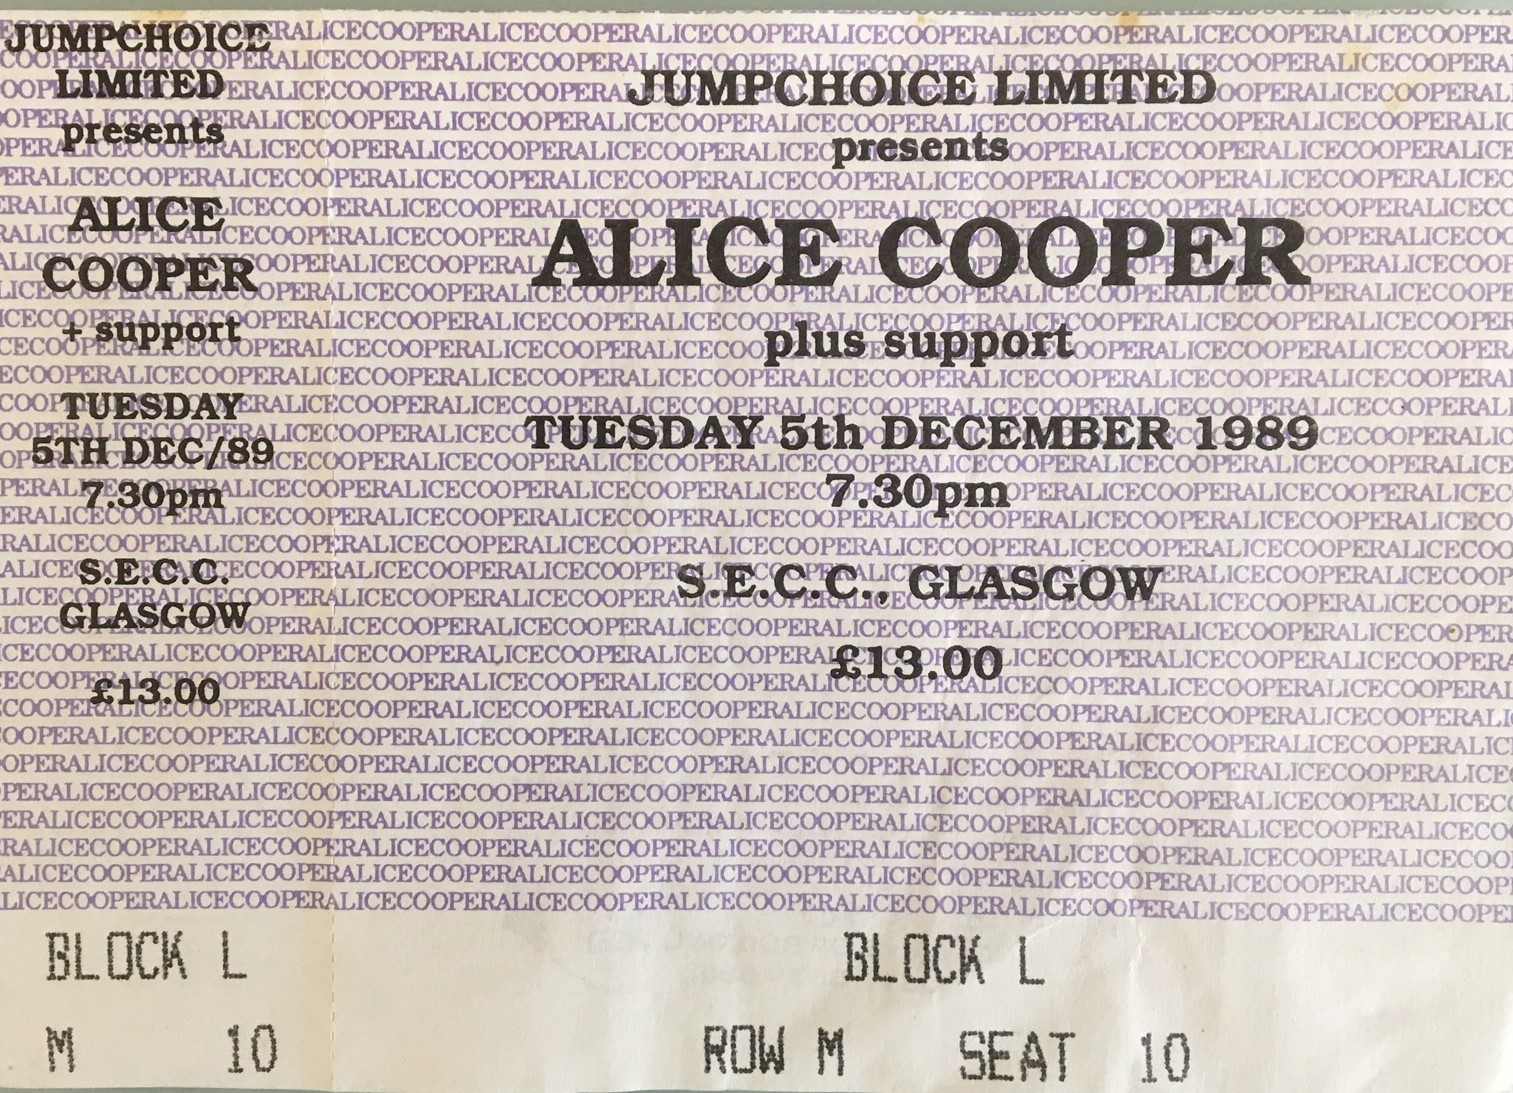 JUMPCHOICE
LIMITED
presents
ALICE
COOPER
+ support
TUESDAY
5TH DEC/89
7.30pm
S.E.C.C.
GLASGOW
£13.00
BLOCK L
M 10
JUMPCHOICE LIMITED
presents
ALICE COOPER
plus support
TUESDAY 5th DECEMBER 1989
7.30pm
S.E.C.C., GLASGOW
£13.00
BLOCK L
ROW M SEAT 10